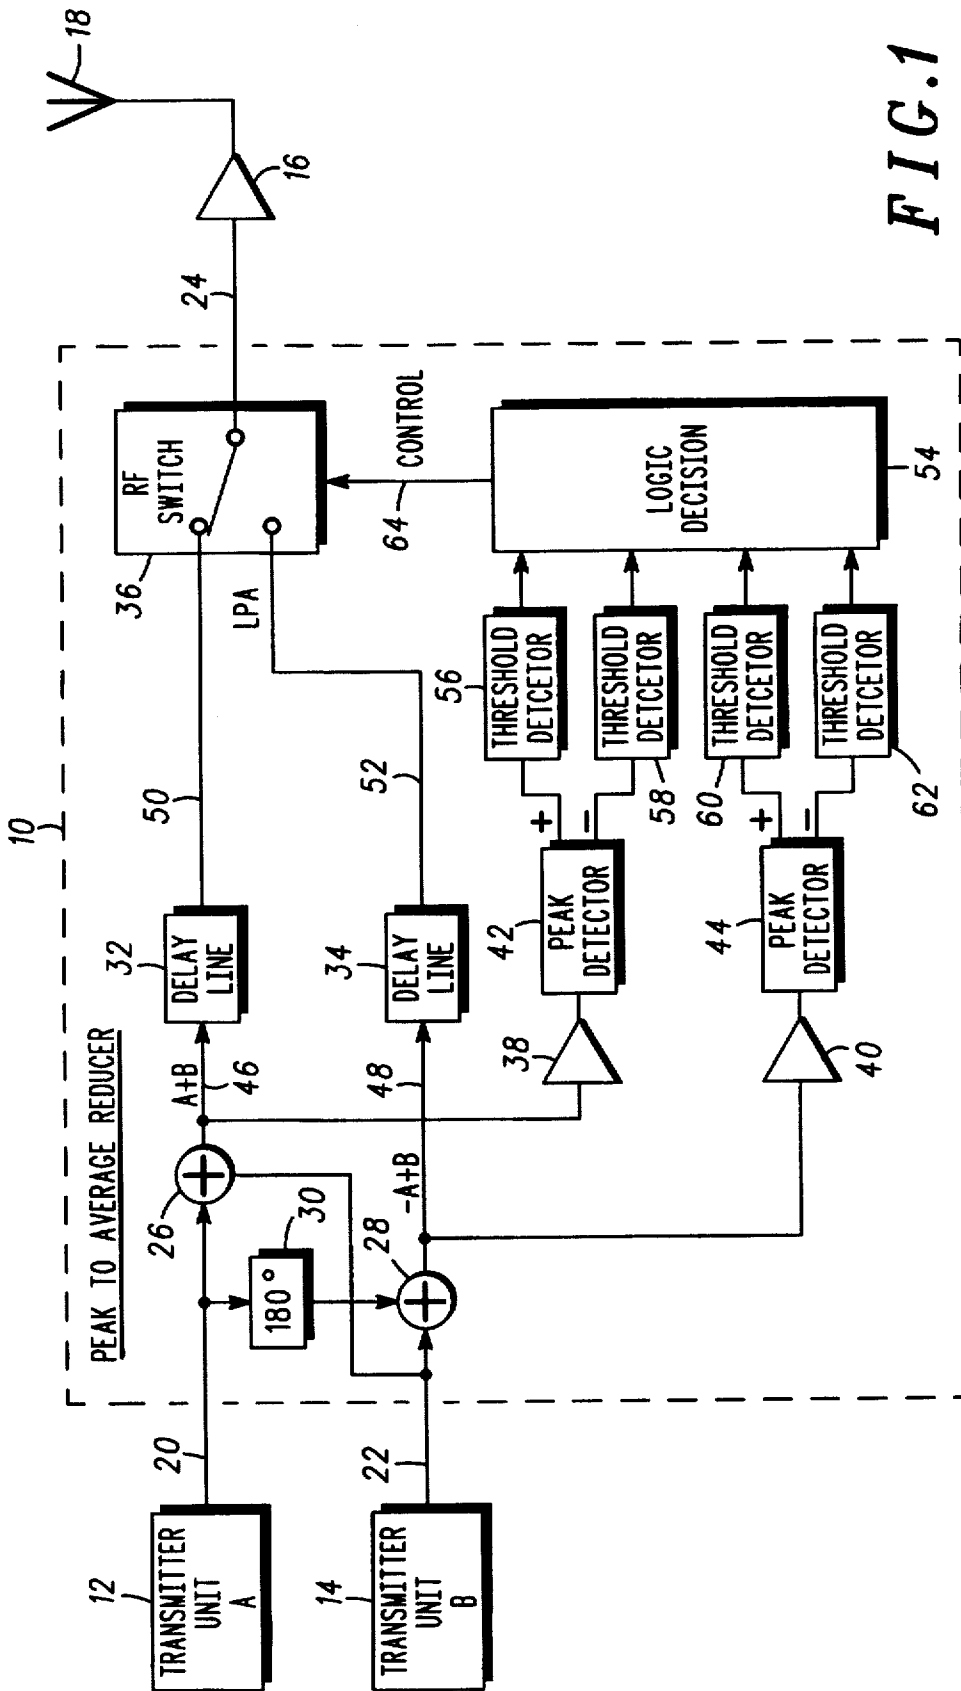 10
PEAK TO AVERAGE REDUCER
12
TRANSMITTER
UNIT
A
20
26
A+B
46
32
DELAY
LINE
50
36
RF
SWITCH
24
16
18
180°
30
LPA
14
TRANSMITTER
UNIT
B
22
28
-A+B
48
34
DELAY
LINE
52
64
CONTROL
38
42
PEAK
DETECTOR
+
-
56
THRESHOLD
DETCETOR
THRESHOLD
DETCETOR
58
LOGIC
DECISION
54
40
44
PEAK
DETECTOR
+
-
60
THRESHOLD
DETCETOR
THRESHOLD
DETCETOR
62
FIG.1